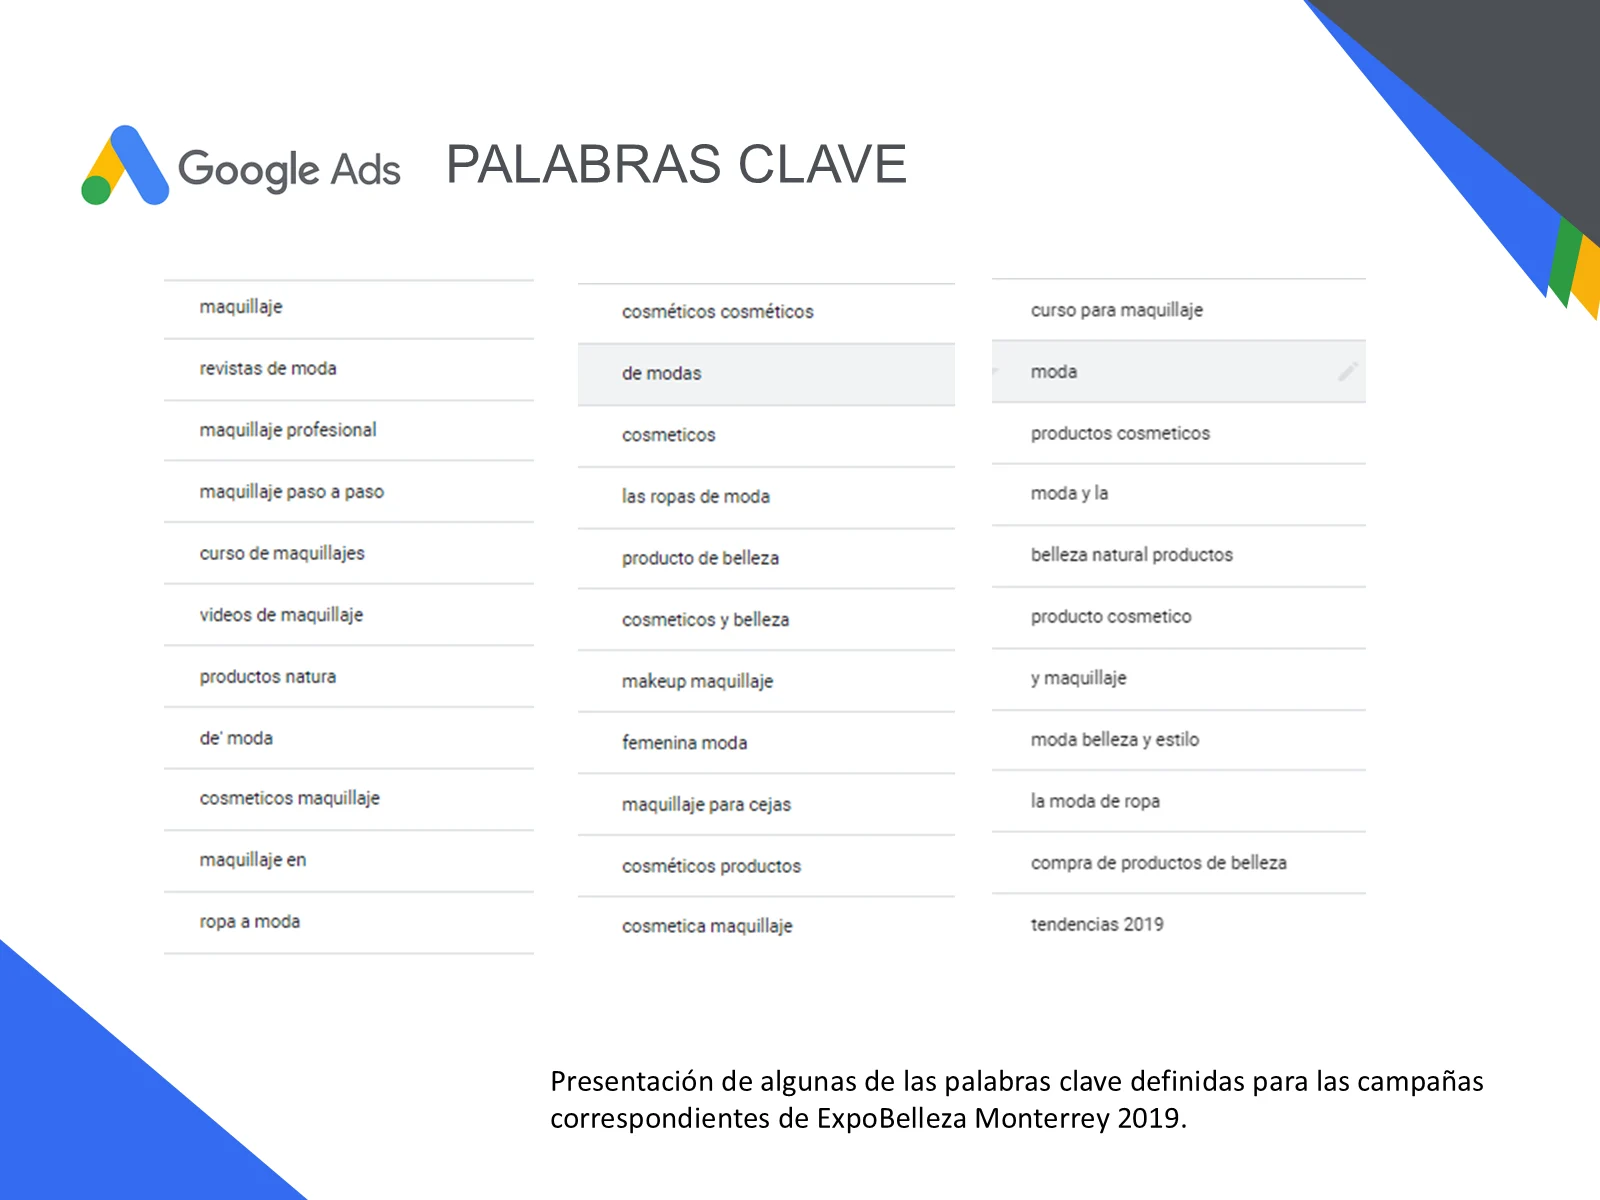 Google Ads PALABRAS CLAVE
maquillaje
revistas de moda
maquillaje profesional
maquillaje paso a paso
curso de maquillajes
videos de maquillaje
productos natura
de' moda
cosmeticos maquillaje
maquillaje en
ropa a moda
cosméticos cosméticos
de modas
cosmeticos
las ropas de moda
producto de belleza
cosmeticos y belleza
makeup maquillaje
femenina moda
maquillaje para cejas
cosméticos productos
cosmetica maquillaje
curso para maquillaje
moda
productos cosmeticos
moda y la
belleza natural productos
producto cosmetico
y maquillaje
moda belleza y estilo
la moda de ropa
compra de productos de belleza
tendencias 2019
Presentación de algunas de las palabras clave definidas para las campañas
correspondientes de ExpoBelleza Monterrey 2019.